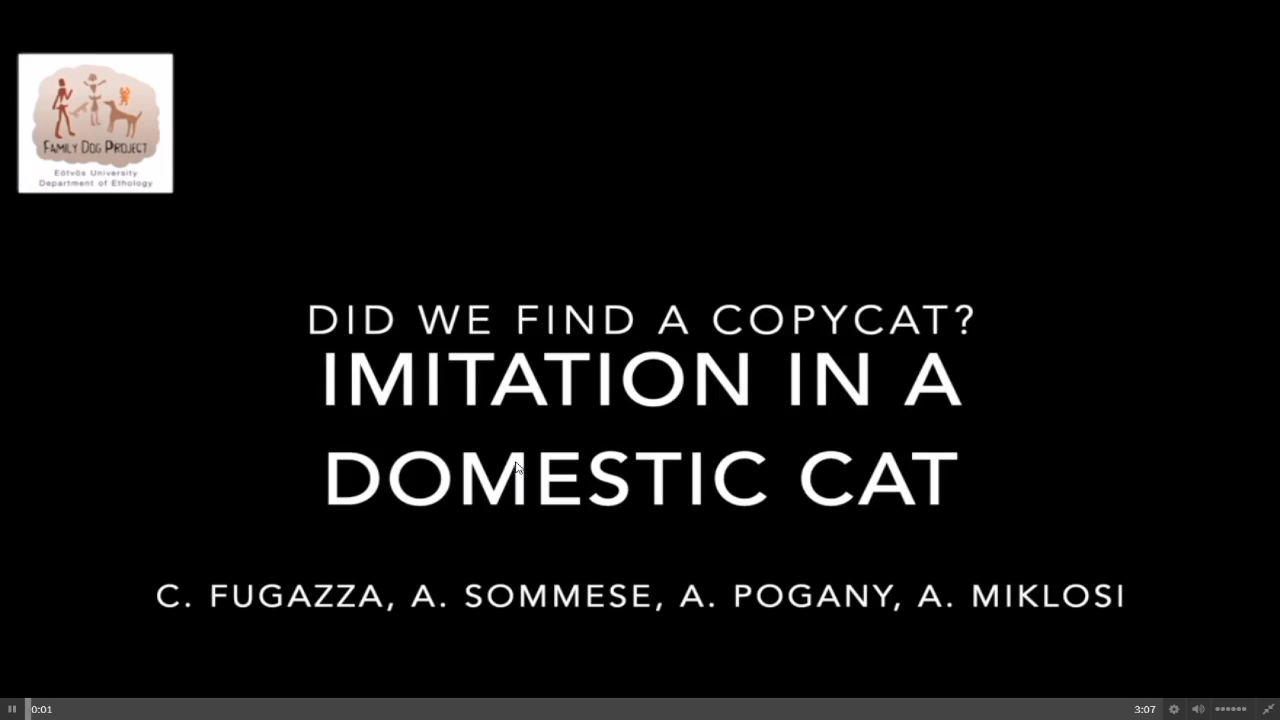 FAMILY DOG PROJECT
Eötvös University
Department of Ethology
DID WE FIND A COPYCAT?
IMITATION IN A
DOMESTIC CAT
C. FUGAZZA, A. SOMMESE, A. POGANY, A. MIKLOSI
0:01
3:07